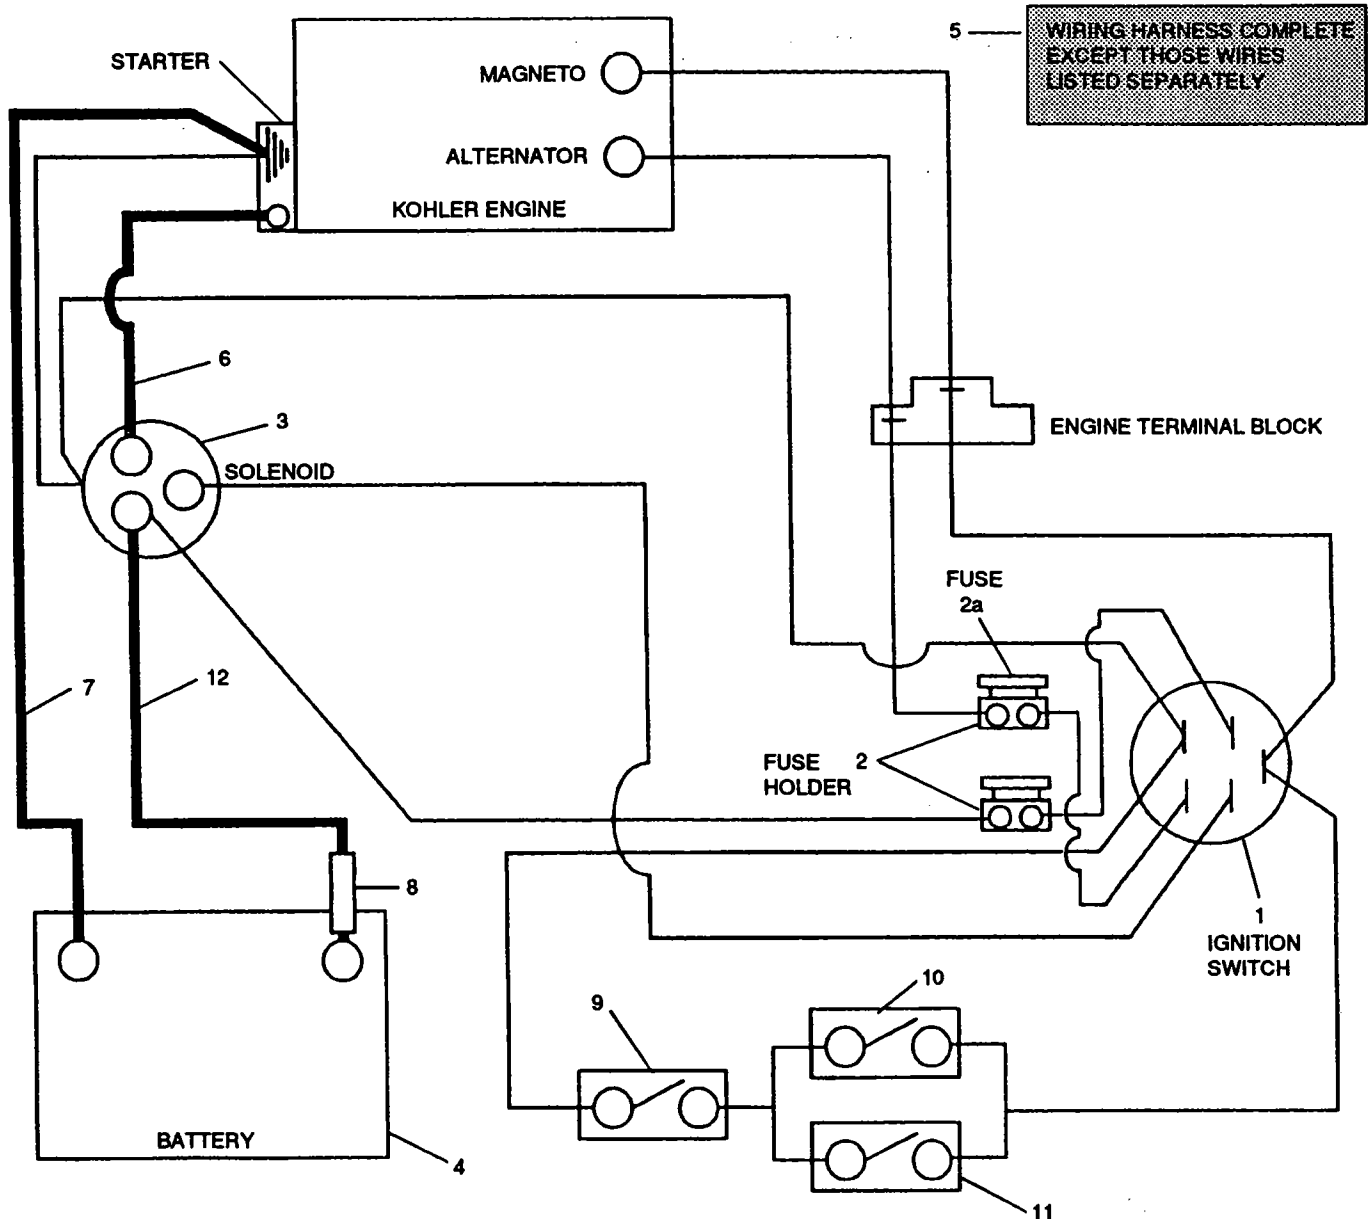 5
WIRING HARNESS COMPLETE
EXCEPT THOSE WIRES
LISTED SEPARATELY
STARTER
MAGNETO
ALTERNATOR
KOHLER ENGINE
6
3
SOLENOID
ENGINE TERMINAL BLOCK
FUSE
2a
7
12
FUSE 2
HOLDER
8
1
IGNITION
SWITCH
10
9
BATTERY
4
11